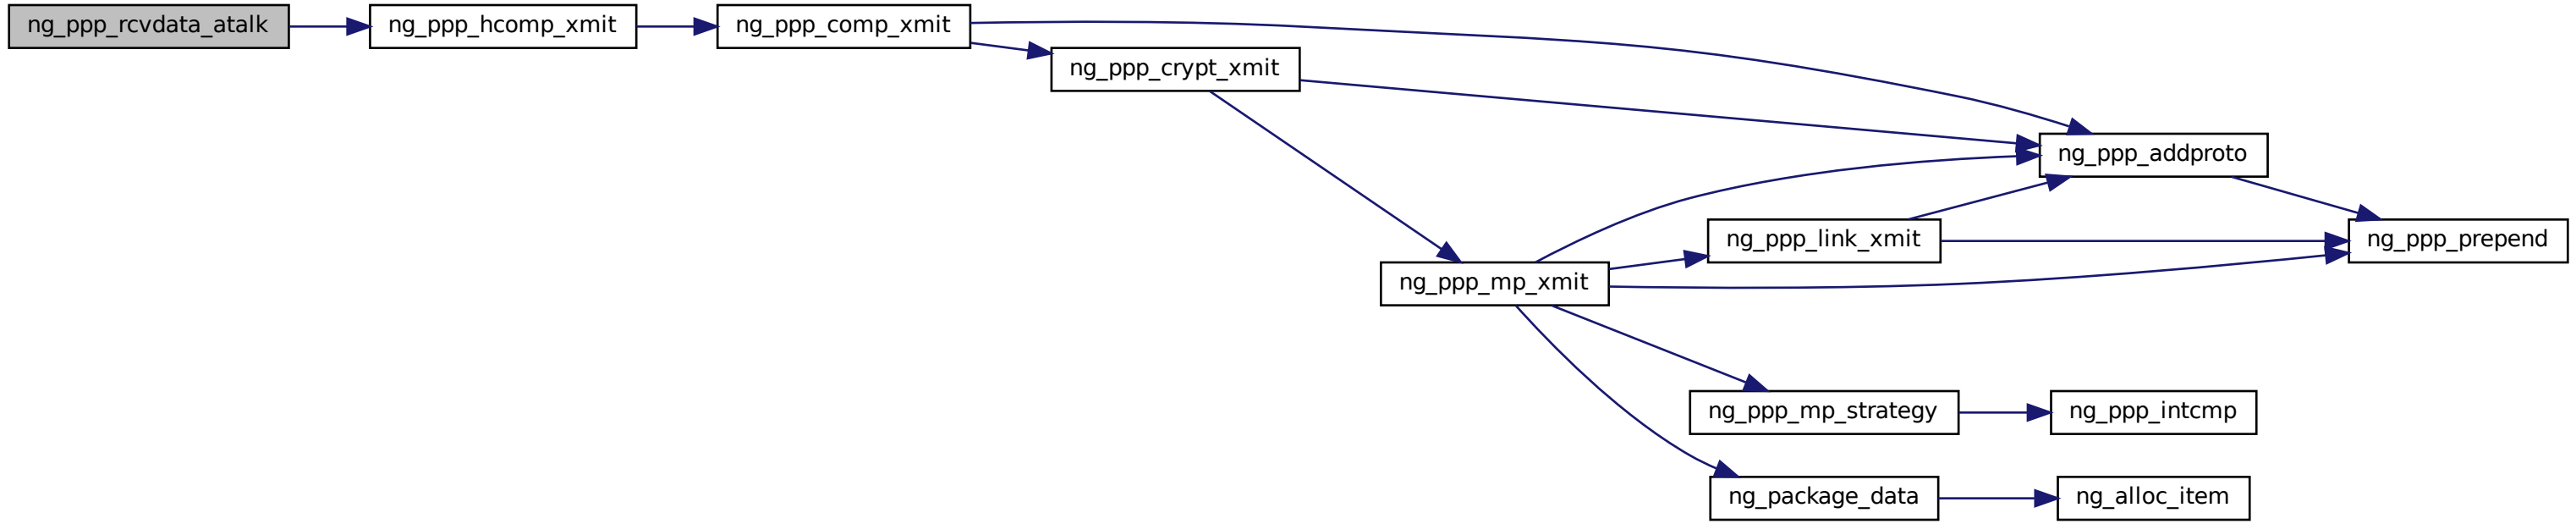 ng_ppp_rcvdata_atalk
ng_ppp_hcomp_xmit
ng_ppp_comp_xmit
ng_ppp_crypt_xmit
ng_ppp_addproto
ng_ppp_link_xmit
ng_ppp_prepend
ng_ppp_mp_xmit
ng_ppp_mp_strategy
ng_ppp_intcmp
ng_package_data
ng_alloc_item